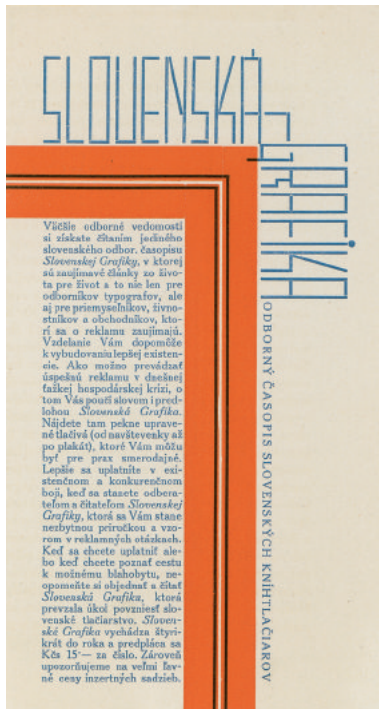 SLOVENSKÁ
GRAFIKA
ODBORNÝ ČASOPIS SLOVENSKÝCH KNIHTLAČIAROV
Väčšie odborné vedomosti
si získate čítaním jediného
slovenského odbor. časopisu
Slovenskej Grafiky, v ktorej
sú zaujímavé články zo živo-
ta pre život a to nie len pre
odborníkov typografov, ale
aj pre priemyselníkov, živno-
stníkov a obchodníkov, kto-
rí sa o reklamu zaujímajú.
Vzdelanie Vám dopomôže
k vybudovaniu lepšej existen-
cie. Ako možno prevádzať
úspešnú reklamu v dnešnej
ťažkej hospodárskej krízi, o
tom Vás poučí slovom i pred-
lohou Slovenská Grafika.
Nájdete tam pekne uprave-
né tlačivá (od navštevenky až
po plakát), ktoré Vám môžu
byť pre prax smerodajné.
Lepšie sa uplatníte v exi-
stenčnom a konkurenčnom
boji, keď sa stanete odbera-
teľom a čitateľom Slovenskej
Grafiky, ktorá sa Vám stane
nezbytnou príručkou a vzo-
rom v reklamných otázkach.
Keď sa chcete uplatniť ale-
bo keď chcete poznať cestu
k možnému blahobytu, ne-
opomeňte si objednať a čítať
Slovenskú Grafiku, ktorá
prevzala úkol povzniesť slo-
venské tlačiarstvo. Sloven-
ská Grafika vychádza štyri-
krát do roka a predpláca sa
Kčs 15·— za číslo. Zároveň
upozorňujeme na veľmi ľav-
né ceny inzertných sadzieb.